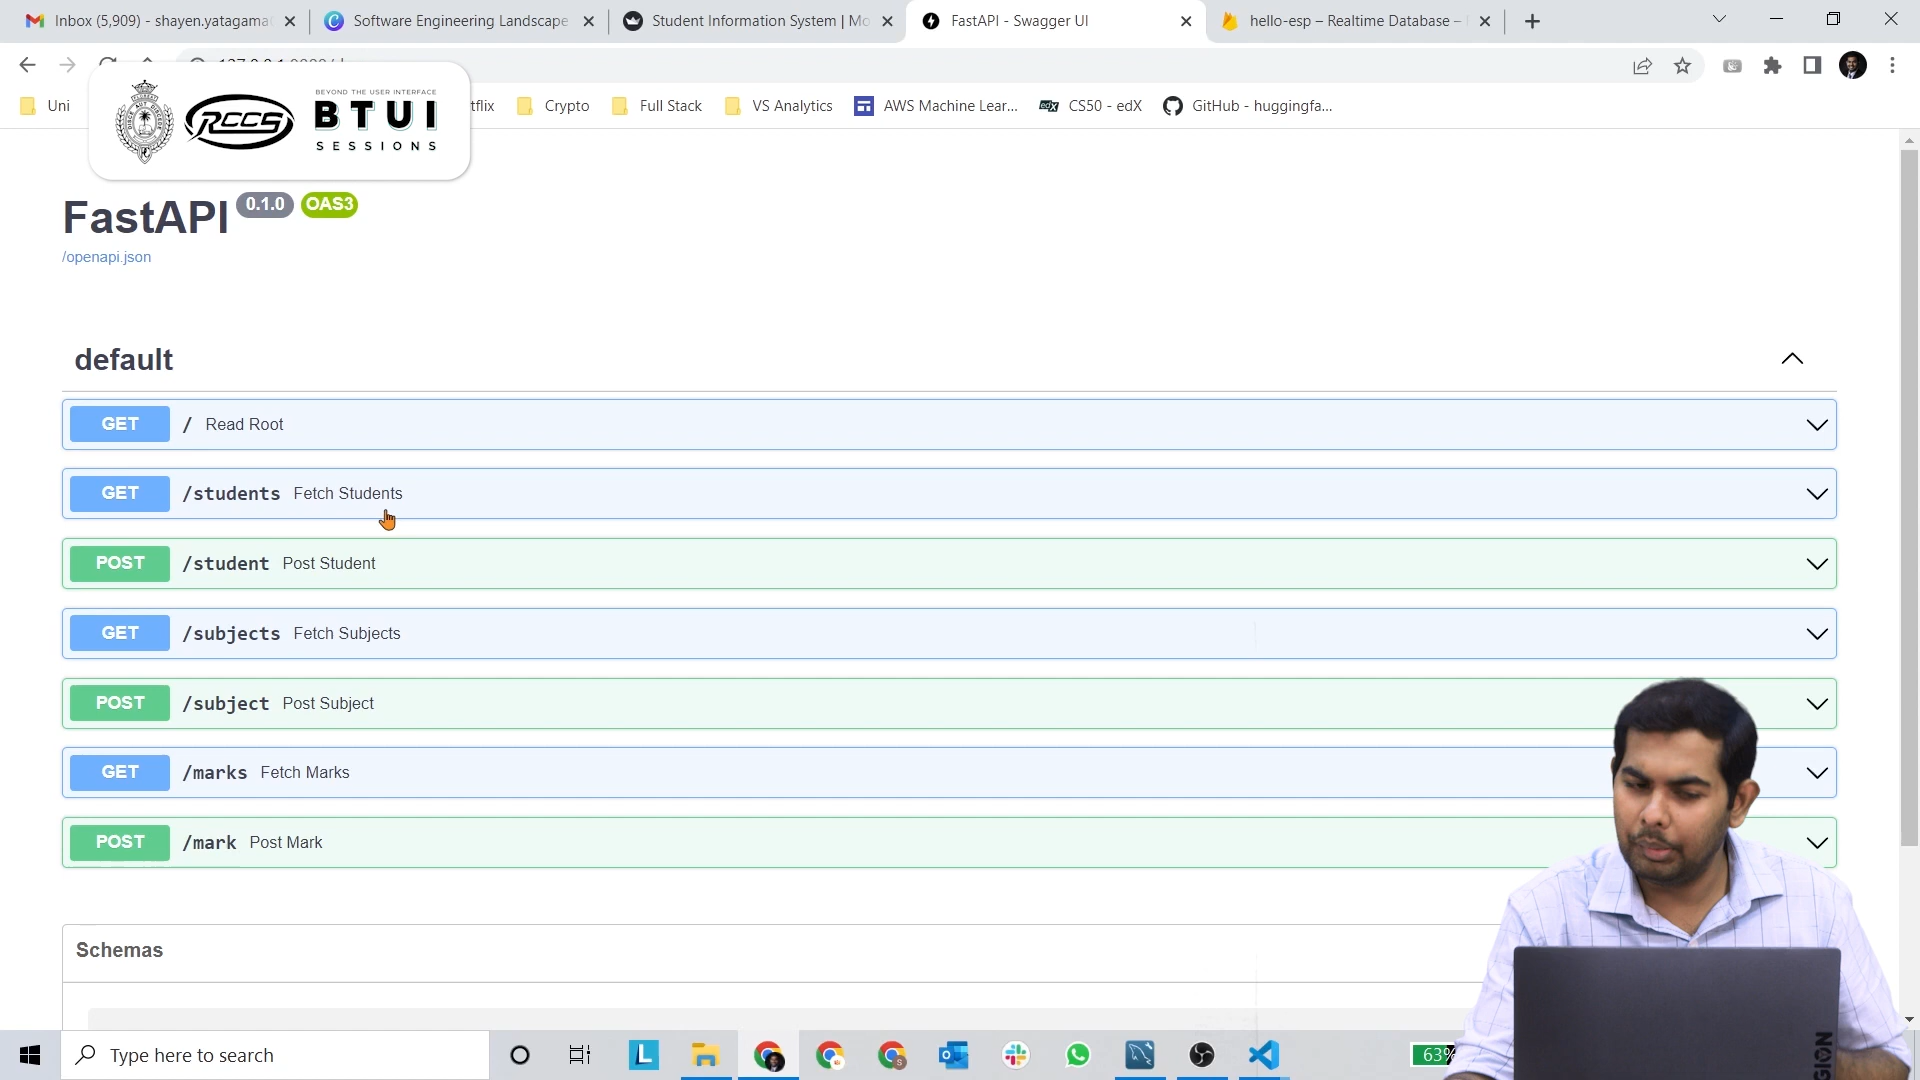 Inbox (5,909) - shayen.yatagama
Software Engineering Landscape
Student Information System | Mo
FastAPI - Swagger UI
hello-esp – Realtime Database –
Uni
tflix
Crypto
Full Stack
VS Analytics
AWS Machine Lear...
CS50 - edX
GitHub - huggingfa...
RCCS
BEYOND THE USER INTERFACE
BTUI
SESSIONS
FastAPI 0.1.0 OAS3
/openapi.json
default
GET / Read Root
GET /students Fetch Students
POST /student Post Student
GET /subjects Fetch Subjects
POST /subject Post Subject
GET /marks Fetch Marks
POST /mark Post Mark
Schemas
Type here to search
63%